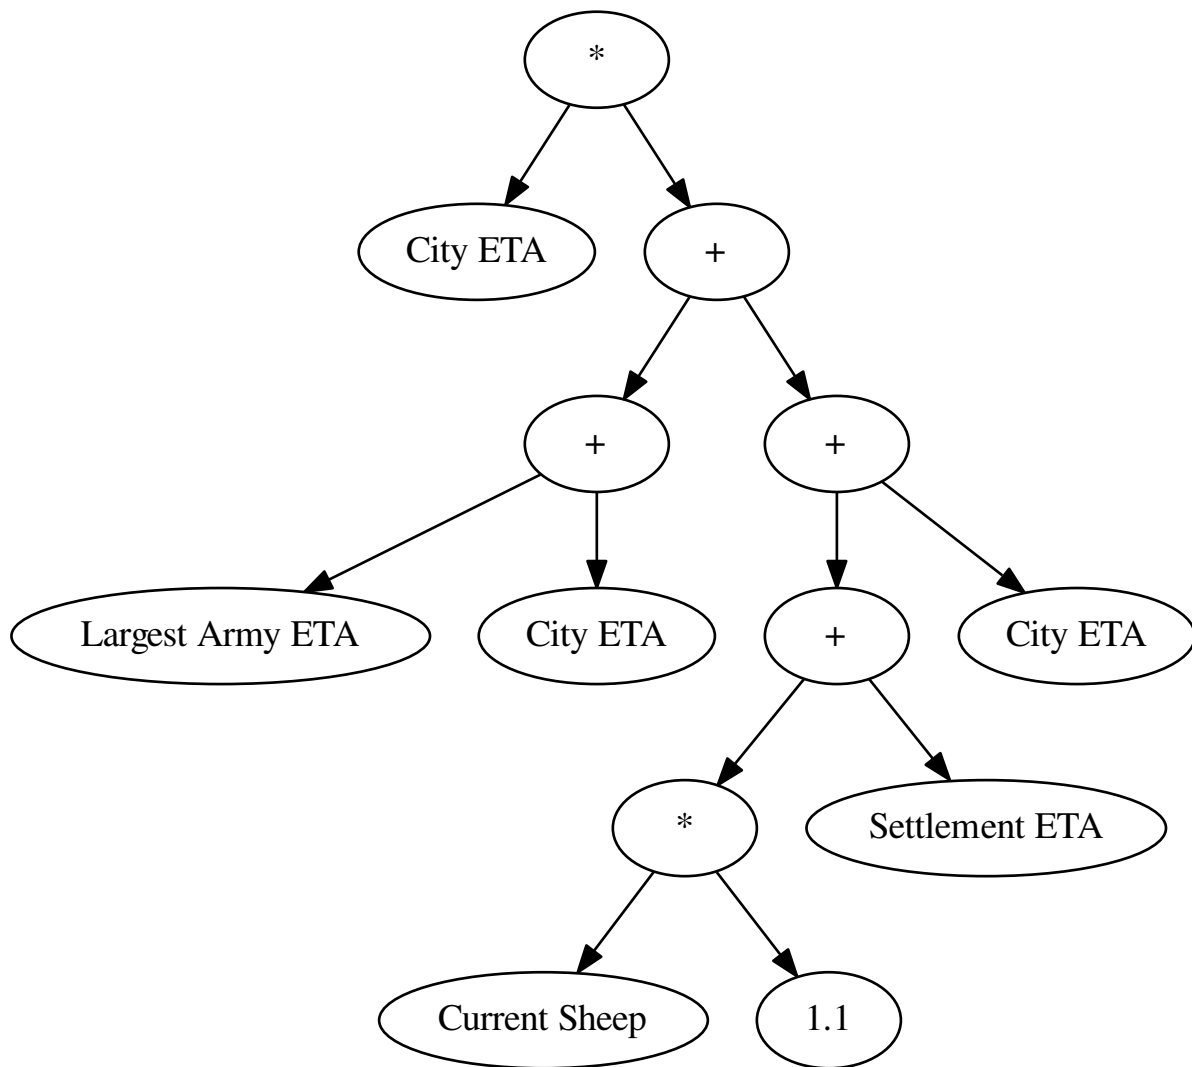 *
City ETA
+
+
+
Largest Army ETA
City ETA
+
City ETA
*
Settlement ETA
Current Sheep
1.1